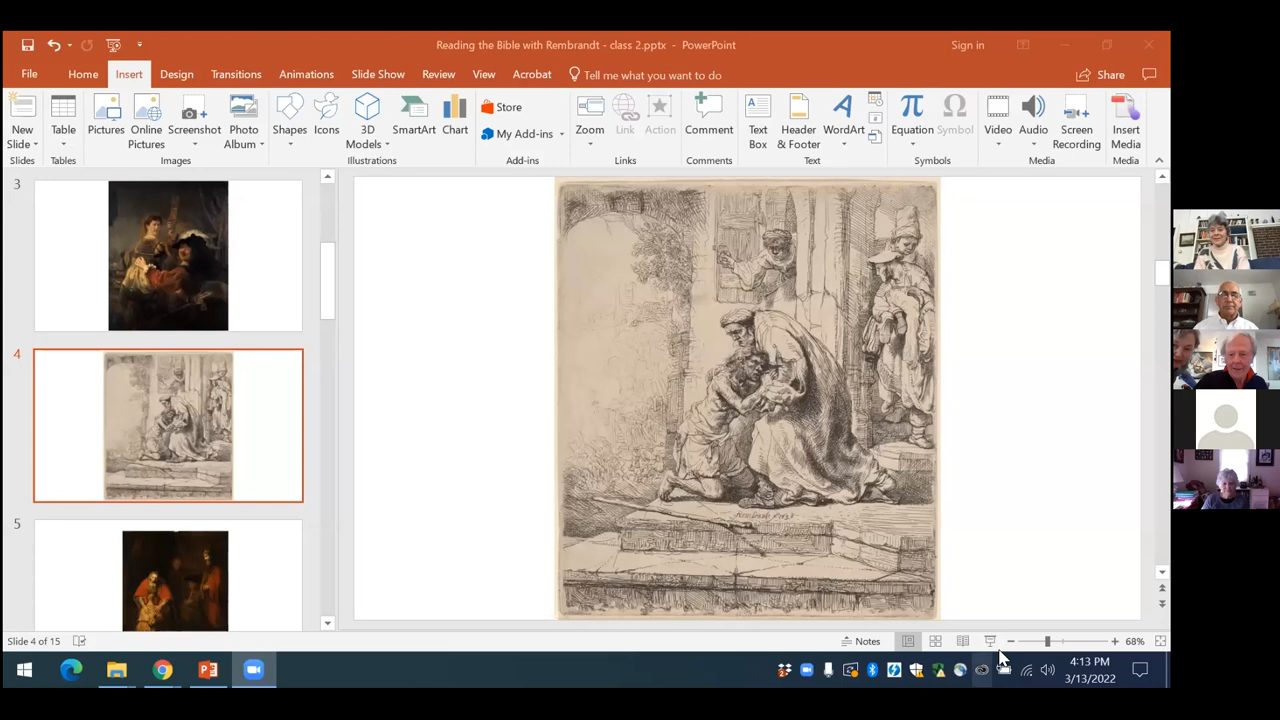 Reading the Bible with Rembrandt - class 2.pptx - PowerPoint
Sign in
File Home Insert Design Transitions Animations Slide Show Review View Acrobat Tell me what you want to do Share
New Slide
Table
Pictures
Online Pictures
Screenshot
Photo Album
Shapes
Icons
3D Models
SmartArt
Chart
Store
My Add-ins
Zoom
Link
Action
Comment
Text Box
Header & Footer
WordArt
Equation
Symbol
Video
Audio
Screen Recording
Insert Media
Slides Tables Images Illustrations Add-ins Links Comments Text Symbols Media Media
3
4
5
Slide 4 of 15
Notes
68%
4:13 PM
3/13/2022